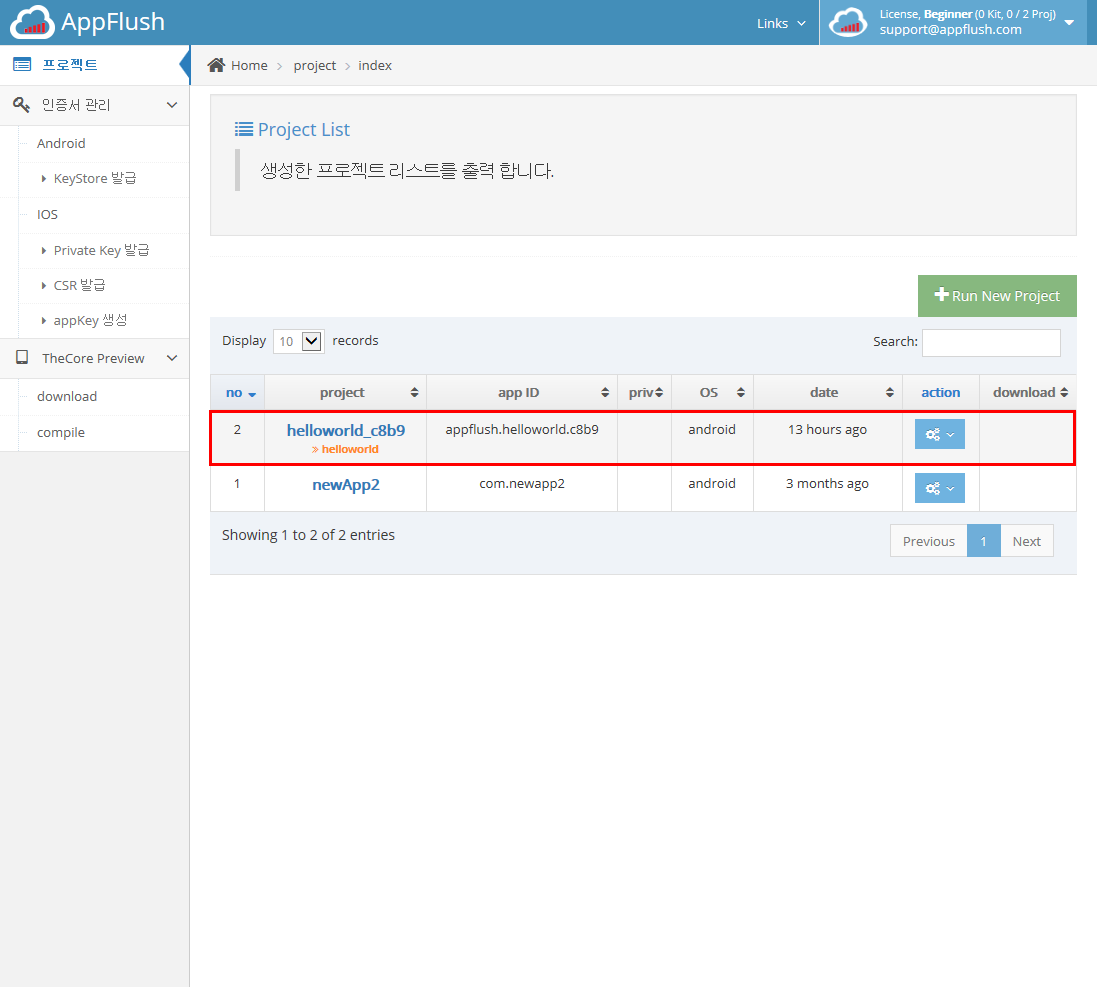 AppFlush
Links
License, Beginner (0 Kit, 0 / 2 Proj)
support@appflush.com
프로젝트
인증서 관리
Android
KeyStore 발급
IOS
Private Key 발급
CSR 발급
appKey 생성
TheCore Preview
download
compile
Home project index
Project List
생성한 프로젝트 리스트를 출력 합니다.
Run New Project
Display 10 records
Search:
no project app ID priv OS date action download
2 helloworld_c8b9 appflush.helloworld.c8b9 android 13 hours ago
» helloworld
1 newApp2 com.newapp2 android 3 months ago
Showing 1 to 2 of 2 entries
Previous 1 Next